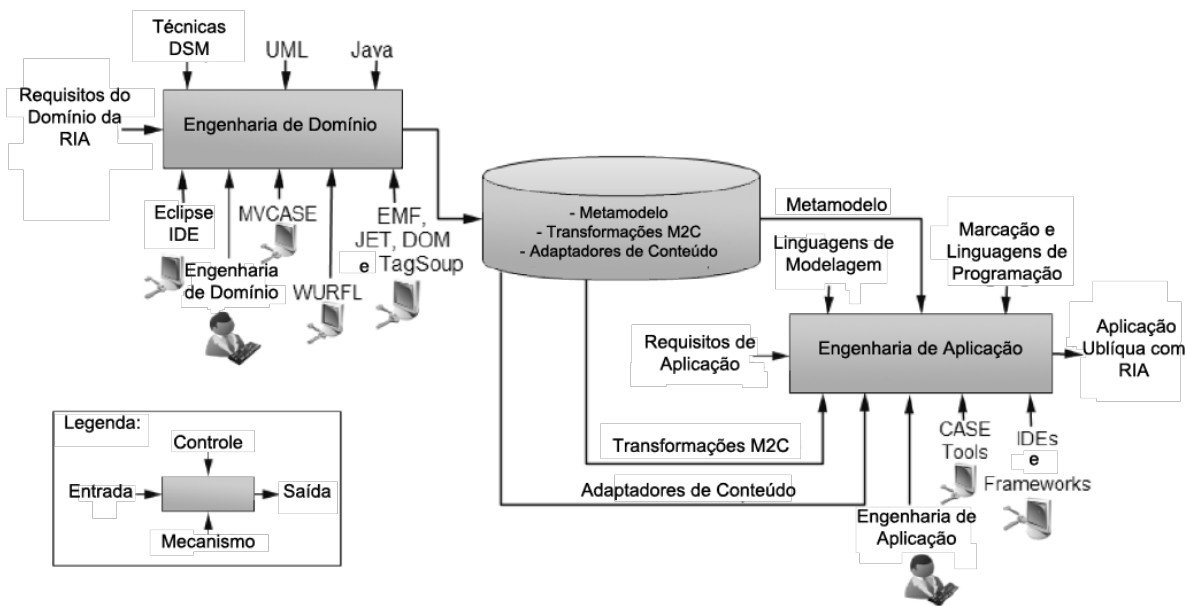 Técnicas
DSM
UML
Java
Requisitos do
Domínio da
RIA
Engenharia de Domínio
Eclipse
IDE
MVCASE
EMF,
JET, DOM
e TagSoup
Engenharia
de Domínio
WURFL
- Metamodelo
- Transformações M2C
- Adaptadores de Conteúdo
Metamodelo
Linguagens de
Modelagem
Marcação e
Linguagens de
Programação
Requisitos de
Aplicação
Engenharia de Aplicação
Aplicação
Ublíqua com
RIA
Transformações M2C
Adaptadores de Conteúdo
CASE
Tools
IDEs
e
Frameworks
Engenharia de
Aplicação
Legenda:
Controle
Entrada
Saída
Mecanismo